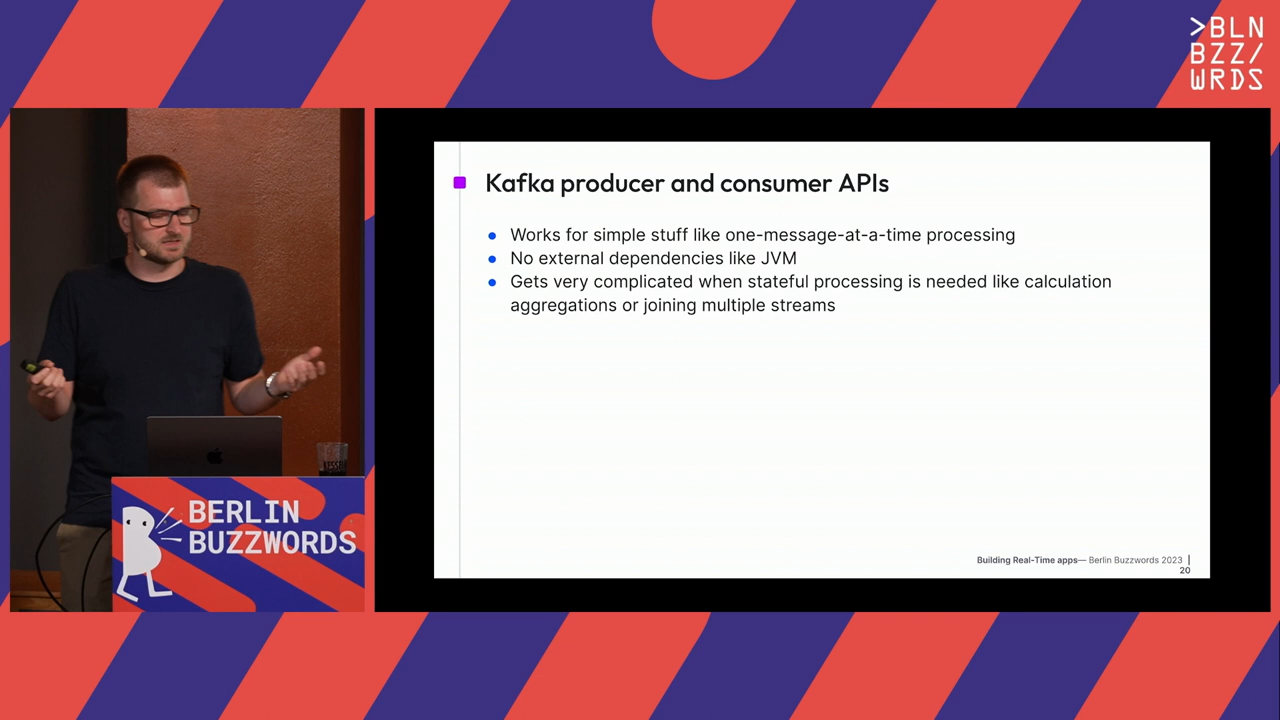 >BLN
BZZ/
WRDS
Kafka producer and consumer APIs
Works for simple stuff like one-message-at-a-time processing
No external dependencies like JVM
Gets very complicated when stateful processing is needed like calculation
aggregations or joining multiple streams
BERLIN
BUZZWORDS
Building Real-Time apps— Berlin Buzzwords 2023 |
20